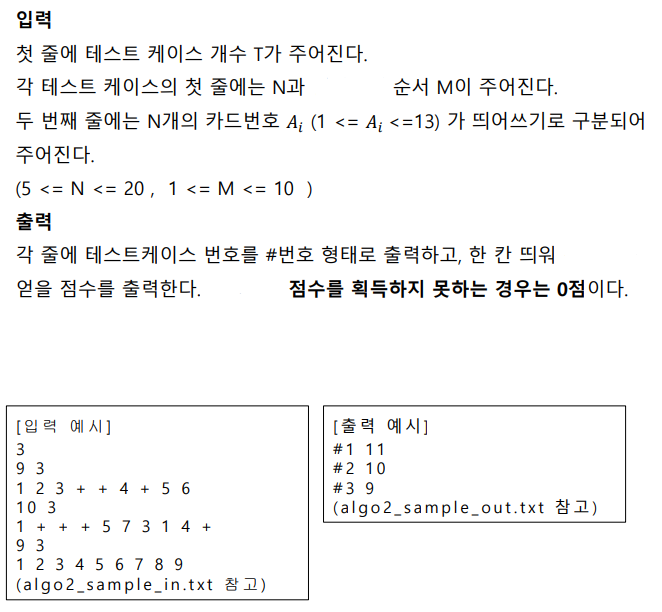 입력
첫 줄에 테스트 케이스 개수 T가 주어진다.
각 테스트 케이스의 첫 줄에는 N과 순서 M이 주어진다.
두 번째 줄에는 N개의 카드번호 Aᵢ (1 <= Aᵢ <=13) 가 띄어쓰기로 구분되어
주어진다.
(5 <= N <= 20 , 1 <= M <= 10 )
출력
각 줄에 테스트케이스 번호를 #번호 형태로 출력하고, 한 칸 띄워
얻을 점수를 출력한다. 점수를 획득하지 못하는 경우는 0점이다.
[입력 예시]
3
9 3
1 2 3 + + 4 + 5 6
10 3
1 + + + 5 7 3 1 4 +
9 3
1 2 3 4 5 6 7 8 9
(algo2_sample_in.txt 참고)
[출력 예시]
#1 11
#2 10
#3 9
(algo2_sample_out.txt 참고)